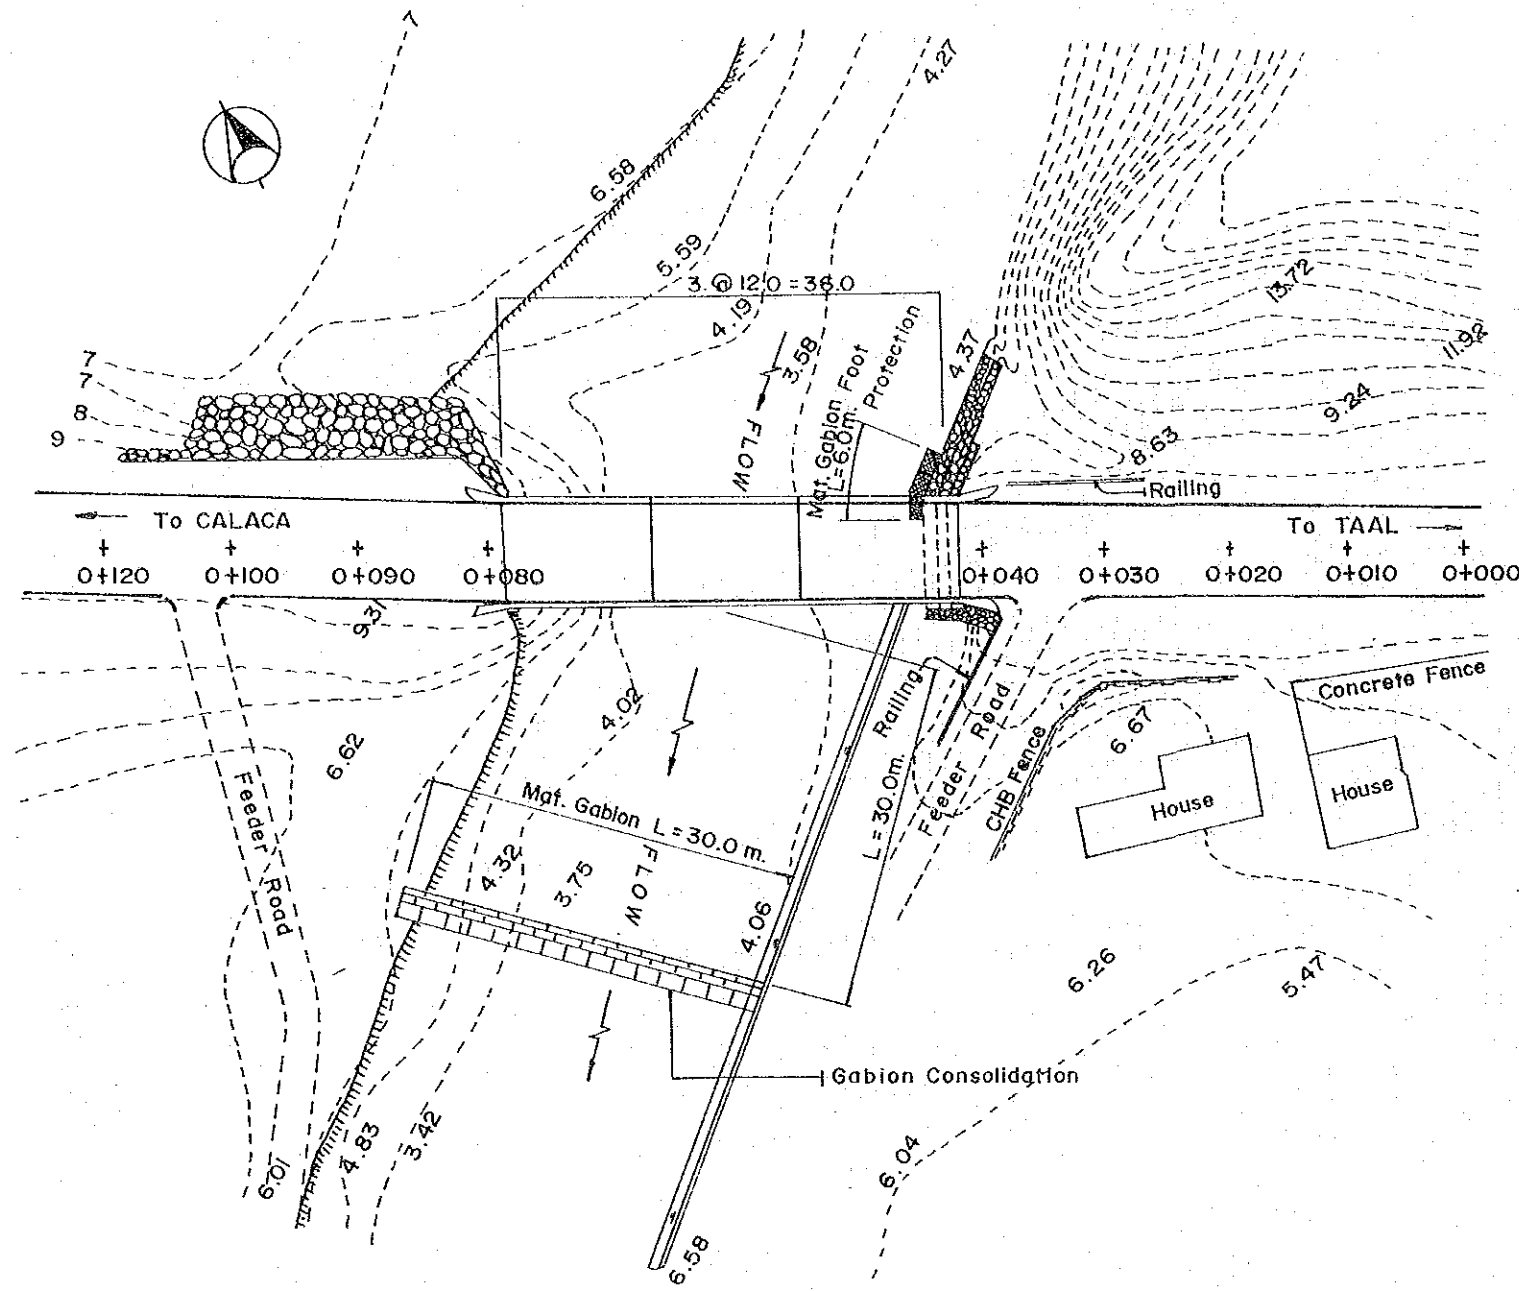 7
4.27
6.58
5.59
3 @ 12.0 = 36.0
13.72
4.19
3.58
4.37
11.92
7
7
8
9
Mat. Gabion Foot
Protection
L=6.0m.
FLOW
9.24
8.63
Railing
To CALACA
To TAAL
0+120
0+100
0+090
0+080
0+040
0+030
0+020
0+010
0+000
9.31
4.02
Railing
Feeder Road
CHB Fence
Concrete Fence
6.67
6.62
House
House
Feeder Road
Mat. Gabion L = 30.0 m.
L = 30.0m.
4.32
3.75
FLOW
4.06
6.26
5.47
Gabion Consolidation
6.01
4.83
3.42
6.04
6.58